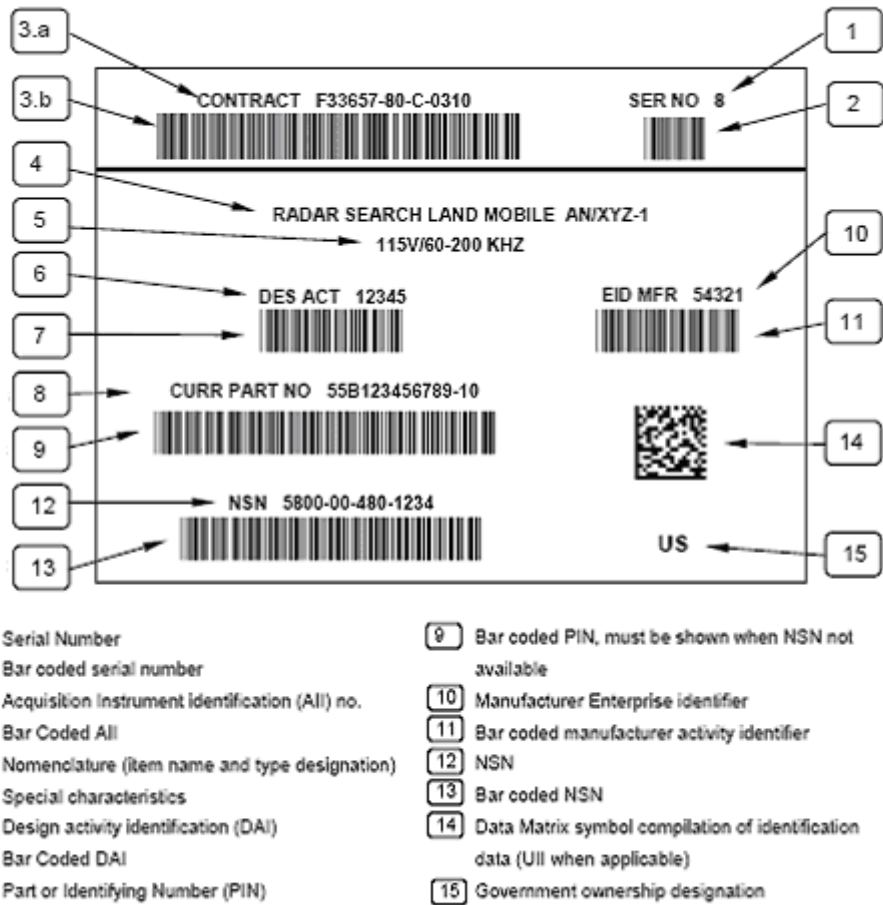 3.a
1
CONTRACT F33657-80-C-0310
SER NO 8
3.b
2
4
RADAR SEARCH LAND MOBILE AN/XYZ-1
5
115V/60-200 KHZ
10
6
DES ACT 12345
EID MFR 54321
7
11
8
CURR PART NO 55B123456789-10
9
14
12
NSN 5800-00-480-1234
US
13
15
Serial Number
Bar coded serial number
Acquisition Instrument identification (AII) no.
Bar Coded AII
Nomenclature (item name and type designation)
Special characteristics
Design activity identification (DAI)
Bar Coded DAI
Part or Identifying Number (PIN)
9 Bar coded PIN, must be shown when NSN not
available
10 Manufacturer Enterprise identifier
11 Bar coded manufacturer activity identifier
12 NSN
13 Bar coded NSN
14 Data Matrix symbol compilation of identification
data (UII when applicable)
15 Government ownership designation